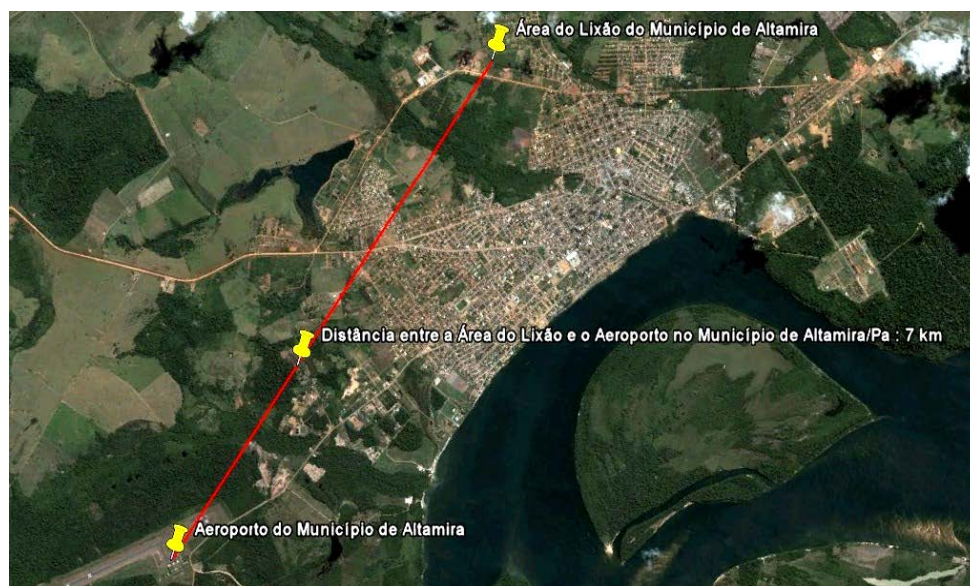 Área do Lixão do Município de Altamira
Distância entre a Área do Lixão e o Aeroporto no Município de Altamira/Pa : 7 km
Aeroporto do Município de Altamira